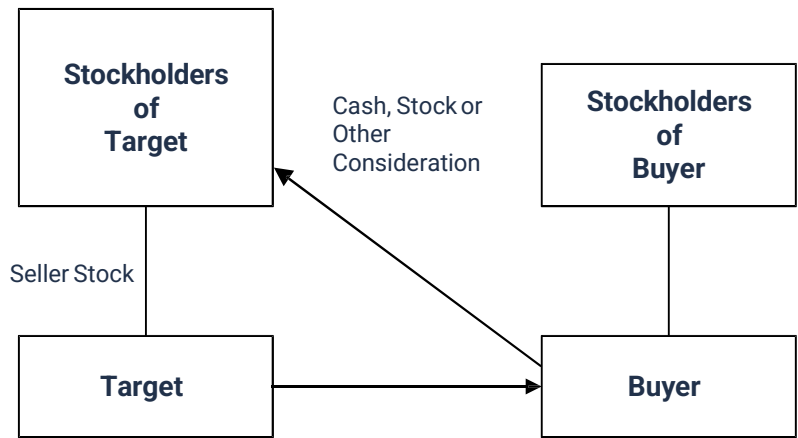 Stockholders
of
Target
Cash, Stock or
Other
Consideration
Stockholders
of
Buyer
Seller Stock
Target
Buyer